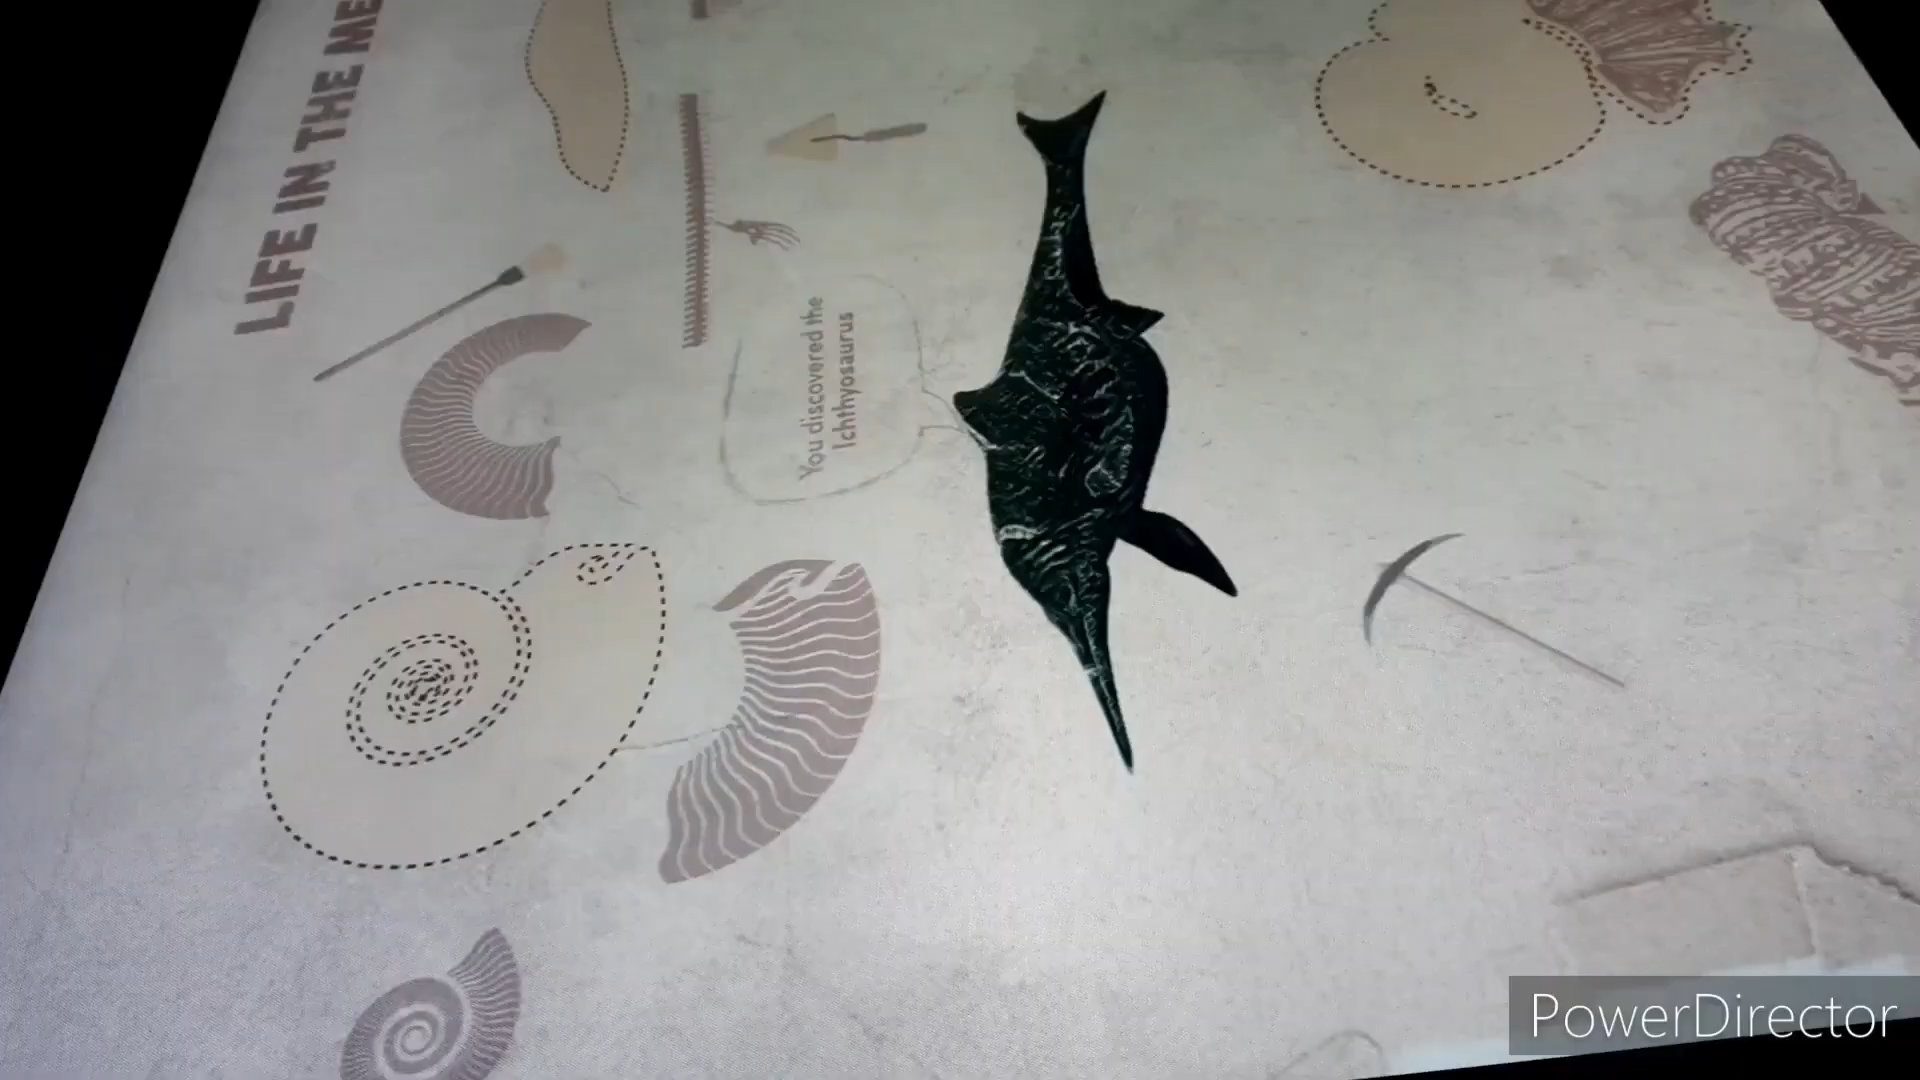 LIFE IN THE ME
You discovered the
Ichthyosaurus
PowerDirector